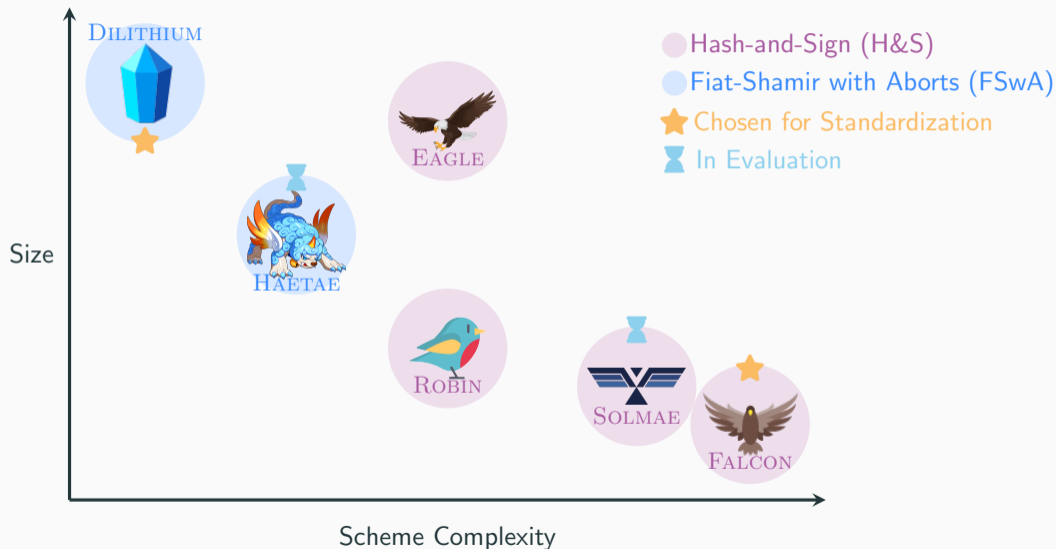 DILITHIUM
Hash-and-Sign (H&S)
Fiat-Shamir with Aborts (FSwA)
Chosen for Standardization
In Evaluation
EAGLE
Size
HAETAE
ROBIN
SOLMAE
FALCON
Scheme Complexity